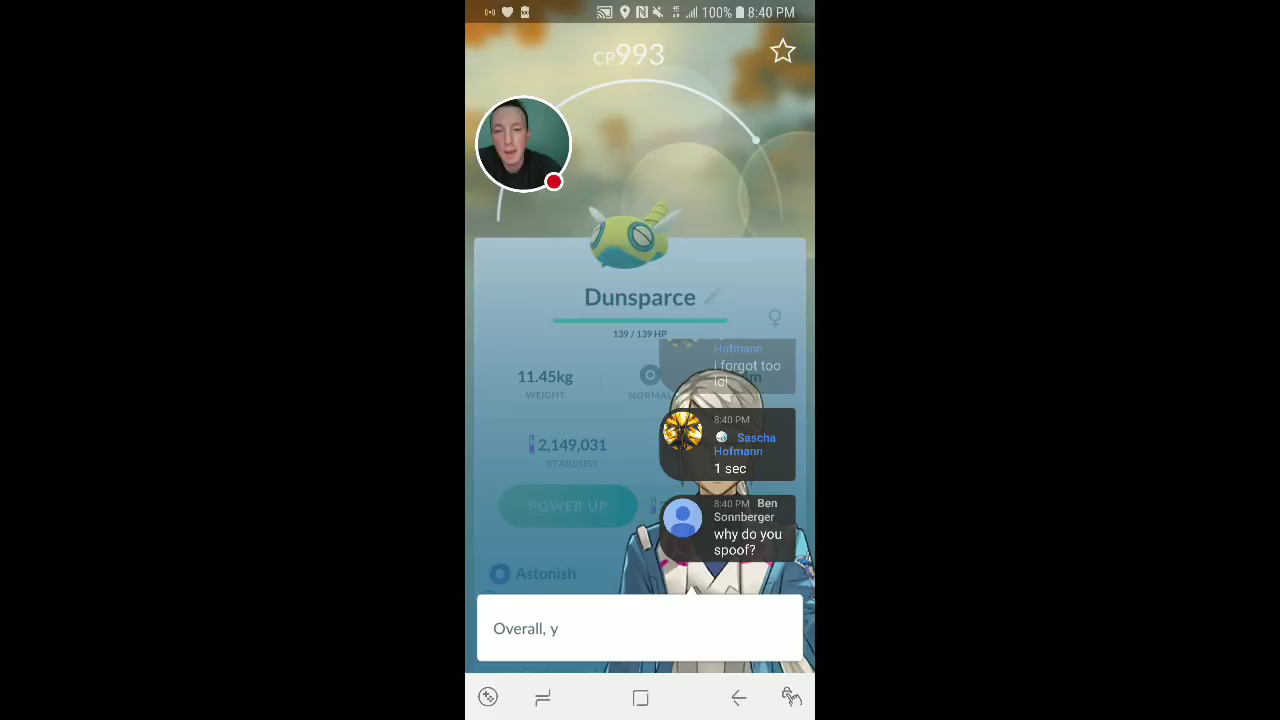 100% 8:40 PM
CP993
Dunsparce
139 / 139 HP
Hofmann
i forgot too
lol
11.45kg
WEIGHT
NORMAL
m
8:40 PM
Sascha
Hofmann
1 sec
2,149,031
STARDUST
POWER UP
8:40 PM Ben
Sonnberger
why do you
spoof?
Astonish
Overall, y